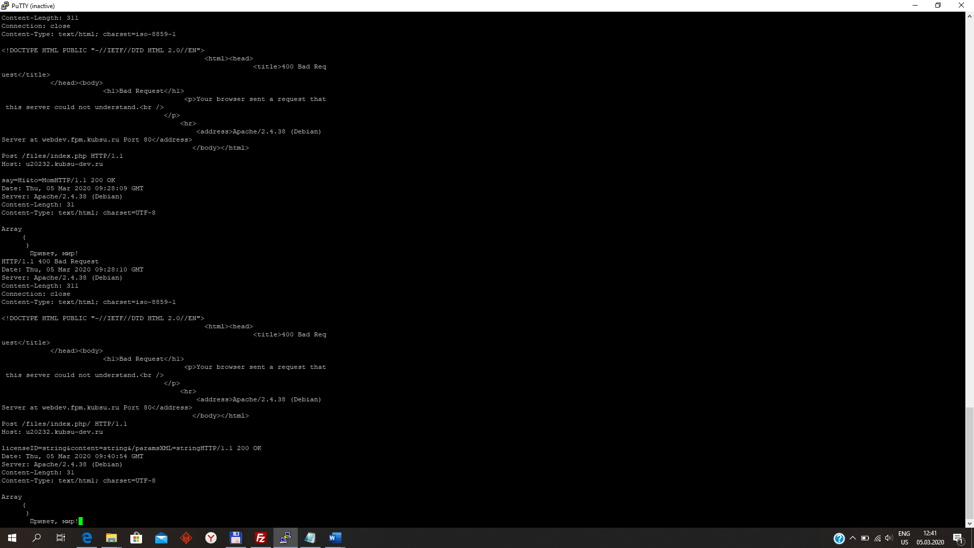 PuTTY (inactive)
Content-Length: 311
Connection: close
Content-Type: text/html; charset=iso-8859-1
<!DOCTYPE HTML PUBLIC "-//IETF//DTD HTML 2.0//EN">
<html><head>
<title>400 Bad Req
uest</title>
</head><body>
<h1>Bad Request</h1>
<p>Your browser sent a request that
this server could not understand.<br />
</p>
<hr>
<address>Apache/2.4.38 (Debian)
Server at webdev.fpm.kubsu.ru Port 80</address>
</body></html>
Post /files/index.php HTTP/1.1
Host: u20232.kubsu-dev.ru
say=Hi&to=MomHTTP/1.1 200 OK
Date: Thu, 05 Mar 2020 09:28:09 GMT
Server: Apache/2.4.38 (Debian)
Content-Length: 31
Content-Type: text/html; charset=UTF-8
Array
(
)
Привет, мир!
HTTP/1.1 400 Bad Request
Date: Thu, 05 Mar 2020 09:28:10 GMT
Server: Apache/2.4.38 (Debian)
Content-Length: 311
Connection: close
Content-Type: text/html; charset=iso-8859-1
<!DOCTYPE HTML PUBLIC "-//IETF//DTD HTML 2.0//EN">
<html><head>
<title>400 Bad Req
uest</title>
</head><body>
<h1>Bad Request</h1>
<p>Your browser sent a request that
this server could not understand.<br />
</p>
<hr>
<address>Apache/2.4.38 (Debian)
Server at webdev.fpm.kubsu.ru Port 80</address>
</body></html>
Post /files/index.php/ HTTP/1.1
Host: u20232.kubsu-dev.ru
licenseID=string&content=string&/paramsXML=stringHTTP/1.1 200 OK
Date: Thu, 05 Mar 2020 09:40:54 GMT
Server: Apache/2.4.38 (Debian)
Content-Length: 31
Content-Type: text/html; charset=UTF-8
Array
(
)
Привет, мир!
ENG 12:41
US 05.03.2020